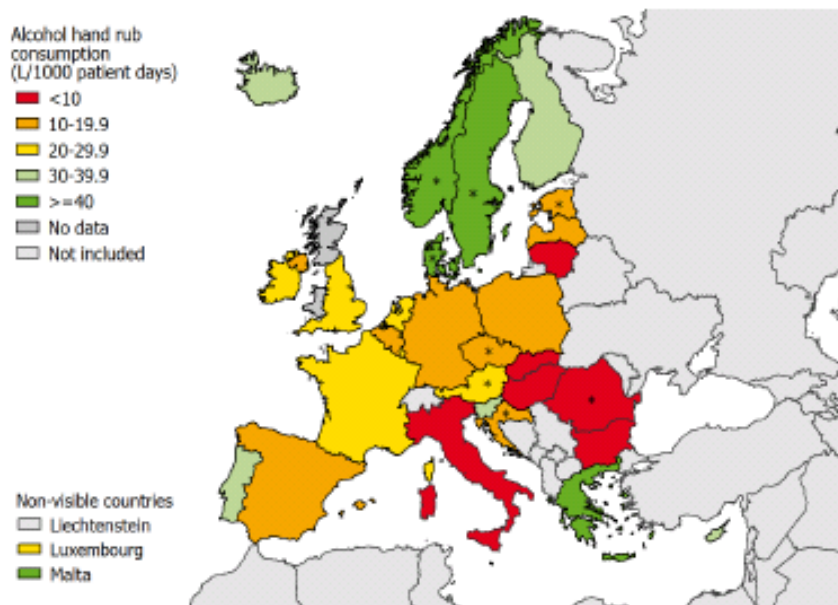 Alcohol hand rub
consumption
(L/1000 patient days)
<10
10-19.9
20-29.9
30-39.9
>=40
No data
Not included
Non-visible countries
Liechtenstein
Luxembourg
Malta